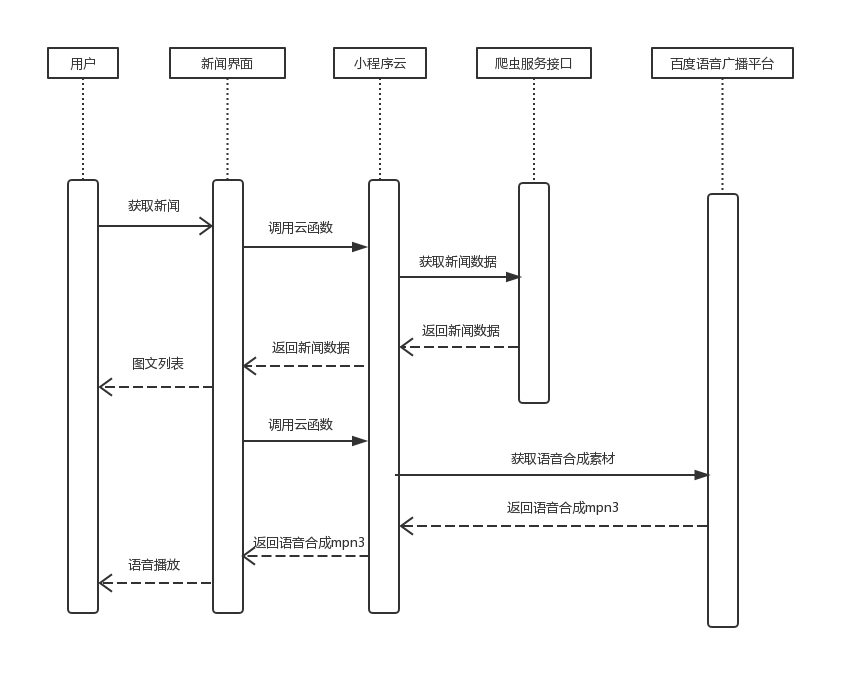 用户
新闻界面
小程序云
爬虫服务接口
百度语音广播平台
获取新闻
调用云函数
获取新闻数据
返回新闻数据
返回新闻数据
图文列表
调用云函数
获取语音合成素材
返回语音合成mpn3
返回语音合成mpn3
语音播放